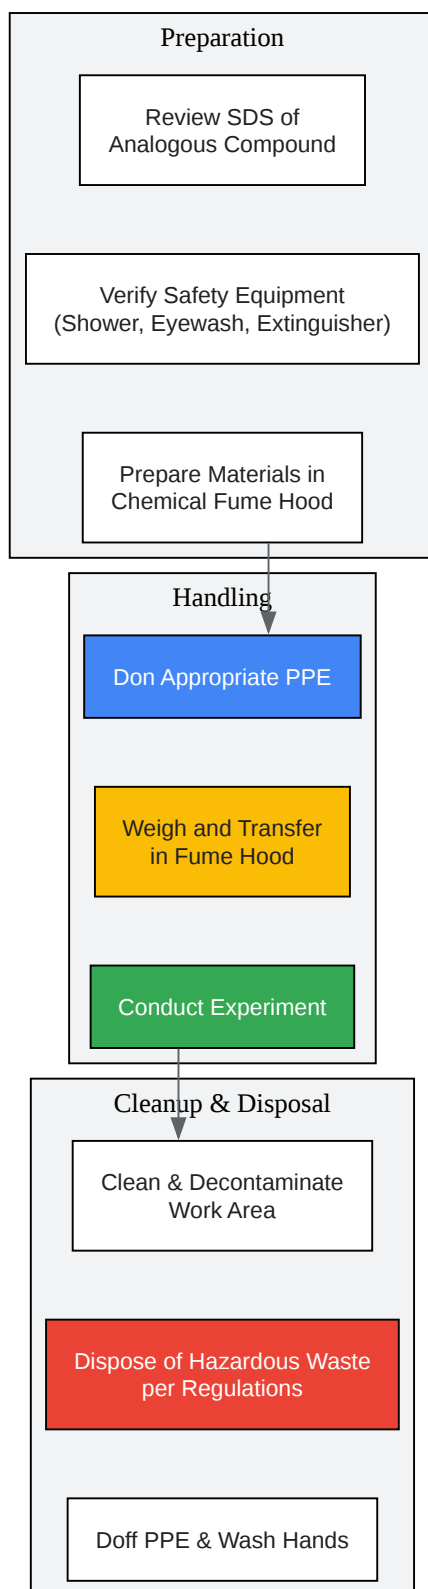 Preparation
Review SDS of
Analogous Compound
Verify Safety Equipment
(Shower, Eyewash, Extinguisher)
Prepare Materials in
Chemical Fume Hood
Handling
Don Appropriate PPE
Weigh and Transfer
in Fume Hood
Conduct Experiment
Cleanup & Disposal
Clean & Decontaminate
Work Area
Dispose of Hazardous Waste
per Regulations
Doff PPE & Wash Hands